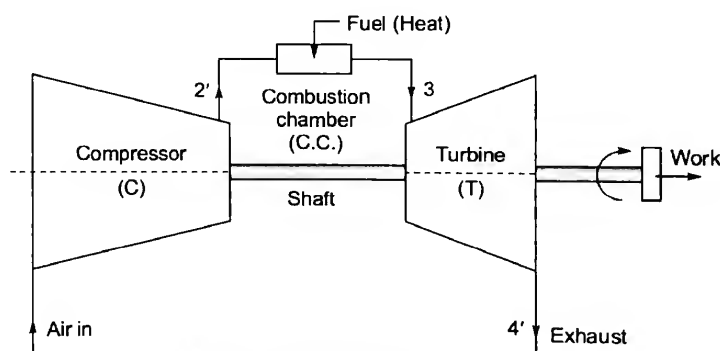 Fuel (Heat)
2'
3
Combustion
chamber
(C.C.)
Compressor
(C)
Turbine
(T)
Work
Shaft
Air in
4'
Exhaust